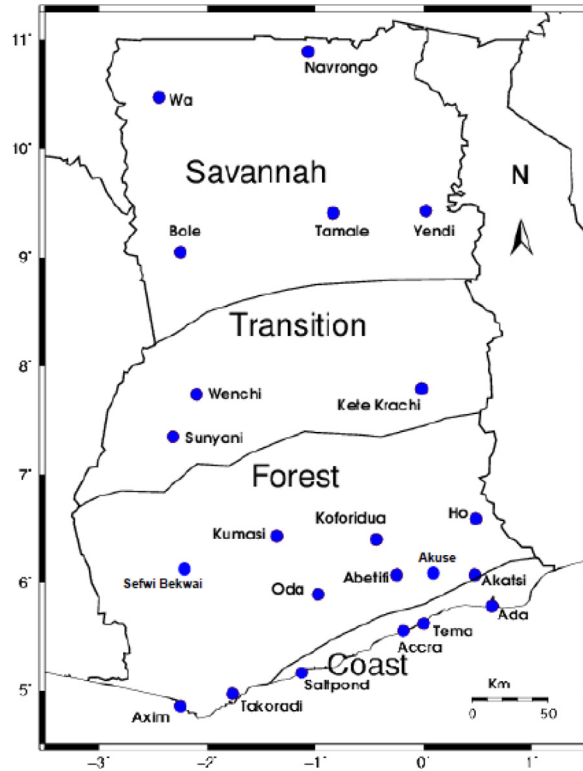 11°
Navrongo
Wa
10°
Savannah
N
Bole
Tamale
Yendi
9°
Transition
8°
Wenchi
Kete Krachi
Sunyani
7°
Forest
Ho
Koforidua
Kumasi
Akuse
Sefwi Bekwai
Abetifi
Akatsi
6°
Oda
Ada
Tema
Accra
Coast
Saltpond
Km
5°
Takoradi
0 50
Axim
-3° -2° -1° 0° 1°